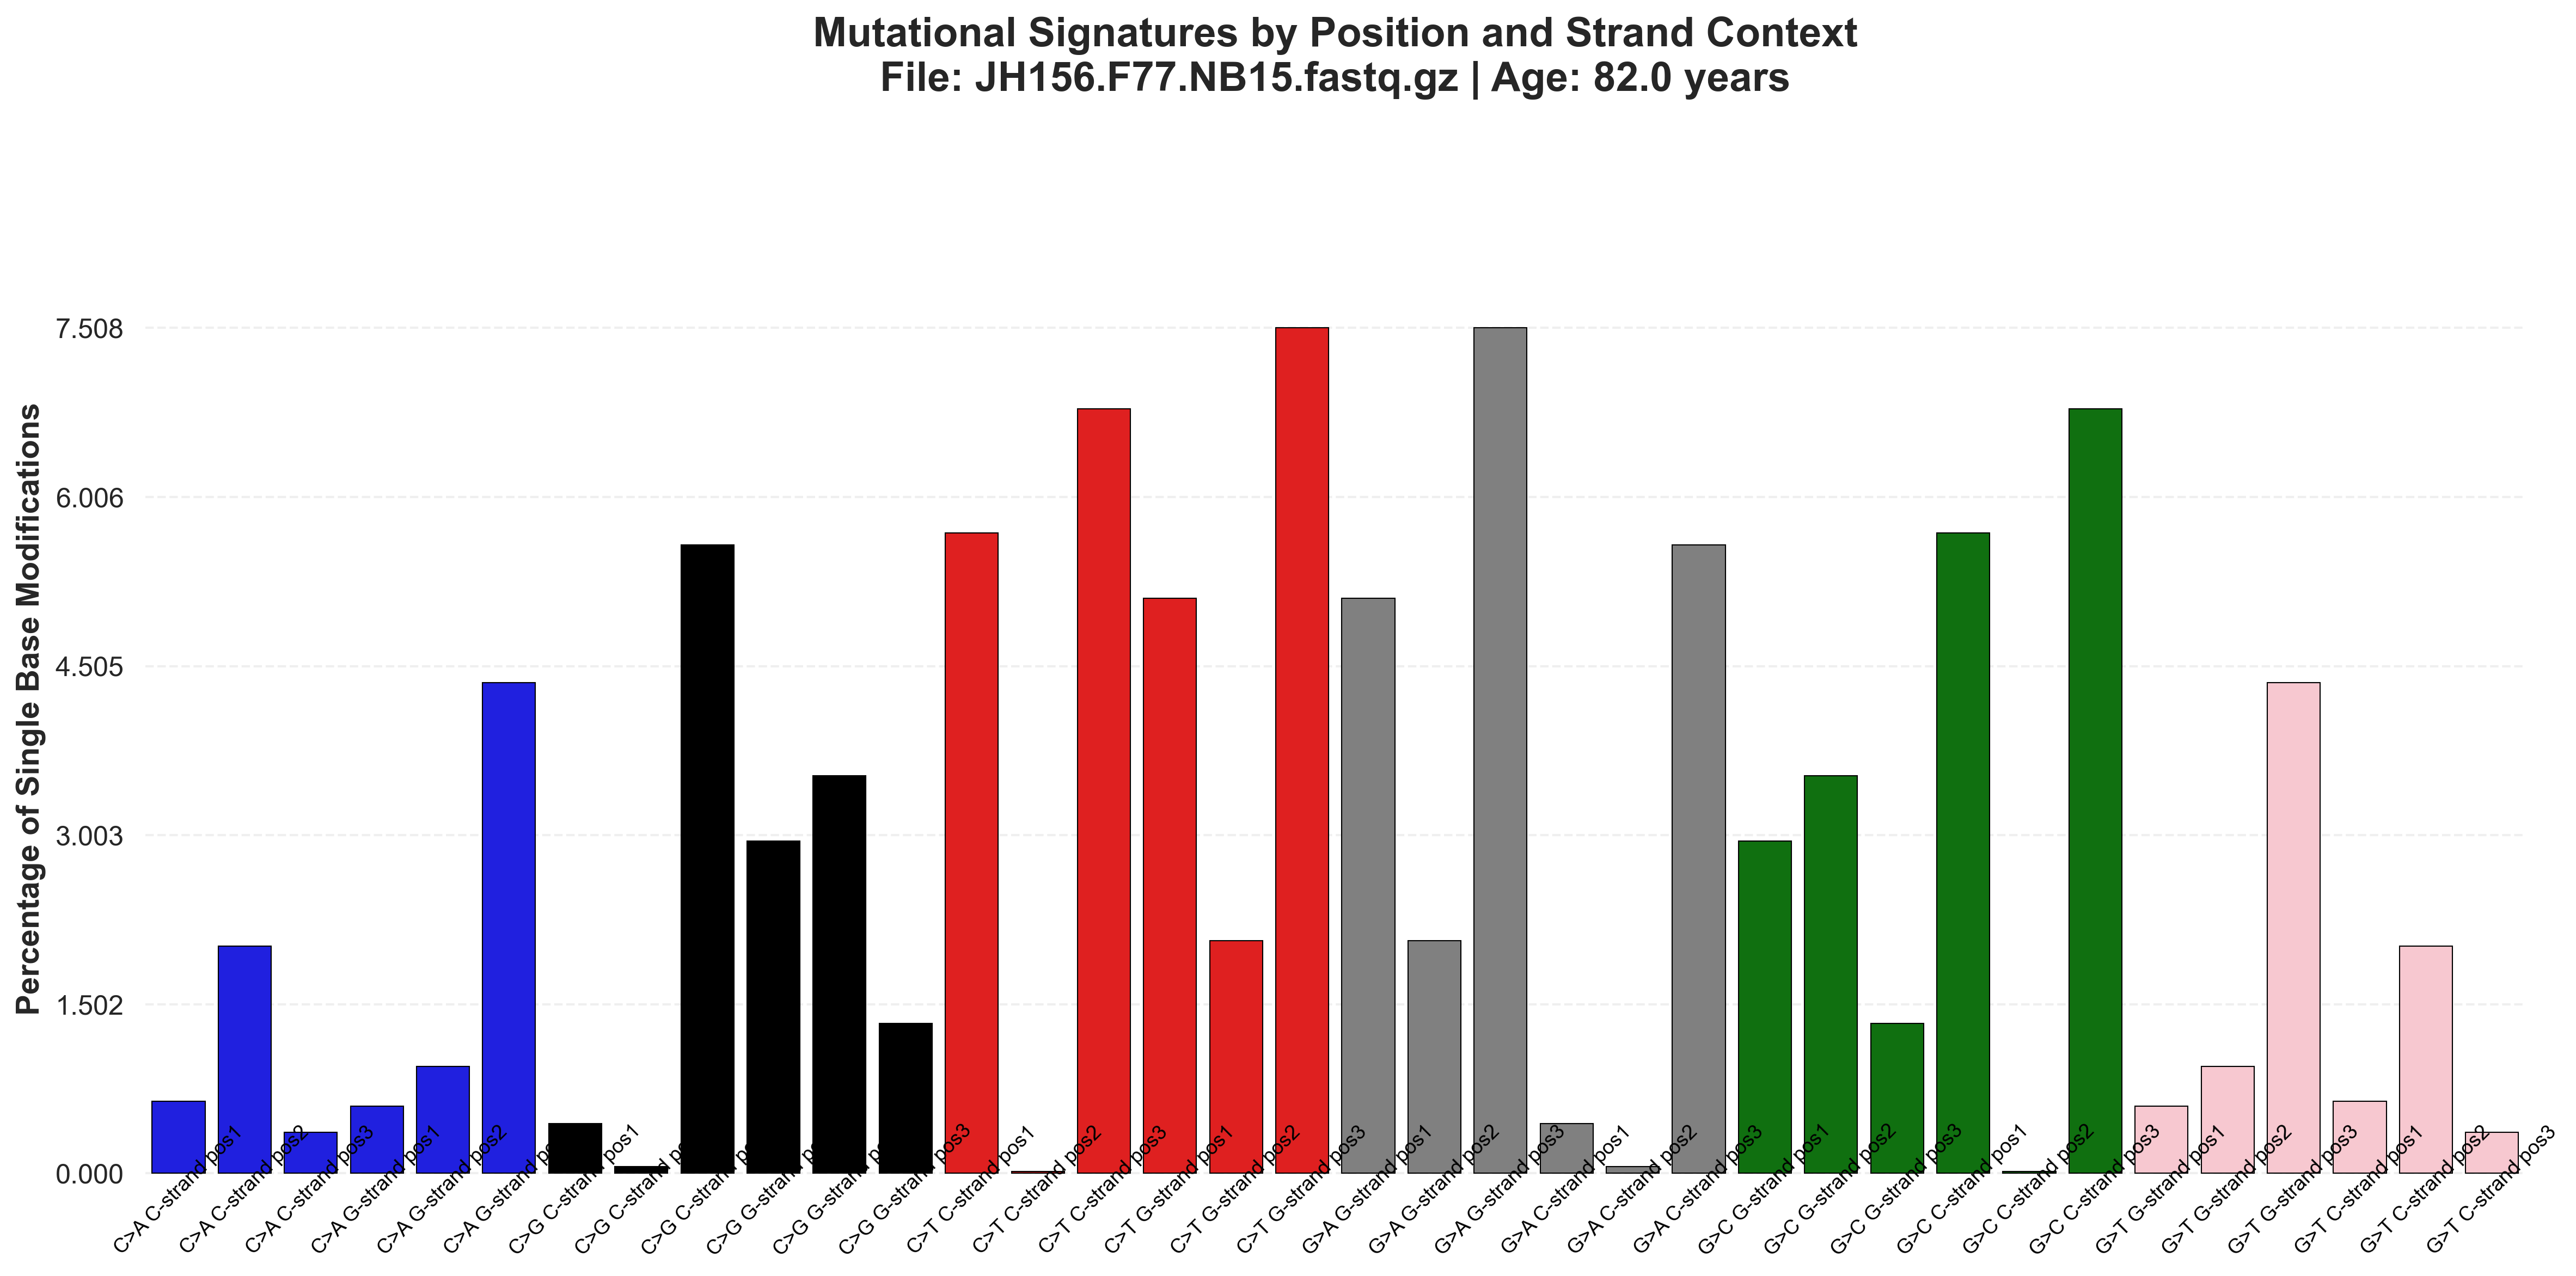 Mutational Signatures by Position and Strand Context
File: JH156.F77.NB15.fastq.gz | Age: 82.0 years
Percentage of Single Base Modifications
7.508
6.006
4.505
3.003
1.502
0.000
C>A C-strand pos1
C>A C-strand pos2
C>A C-strand pos3
C>A G-strand pos1
C>A G-strand pos2
C>A G-strand
C>G C-strand pos1
C>G C-strand
C>G C-strand
C>G G-strand
C>G G-strand
C>G G-strand pos3
C>T C-strand pos1
C>T C-strand pos2
C>T C-strand pos3
C>T G-strand pos1
C>T G-strand pos2
C>T G-strand pos3
G>A G-strand pos1
G>A G-strand pos2
G>A G-strand pos3
G>A C-strand pos1
G>A C-strand pos2
G>A C-strand pos3
G>C G-strand pos1
G>C G-strand pos2
G>C G-strand pos3
G>C C-strand pos1
G>C C-strand pos2
G>C C-strand pos3
G>T G-strand pos1
G>T G-strand pos2
G>T G-strand pos3
G>T C-strand pos1
G>T C-strand pos2
G>T C-strand pos3